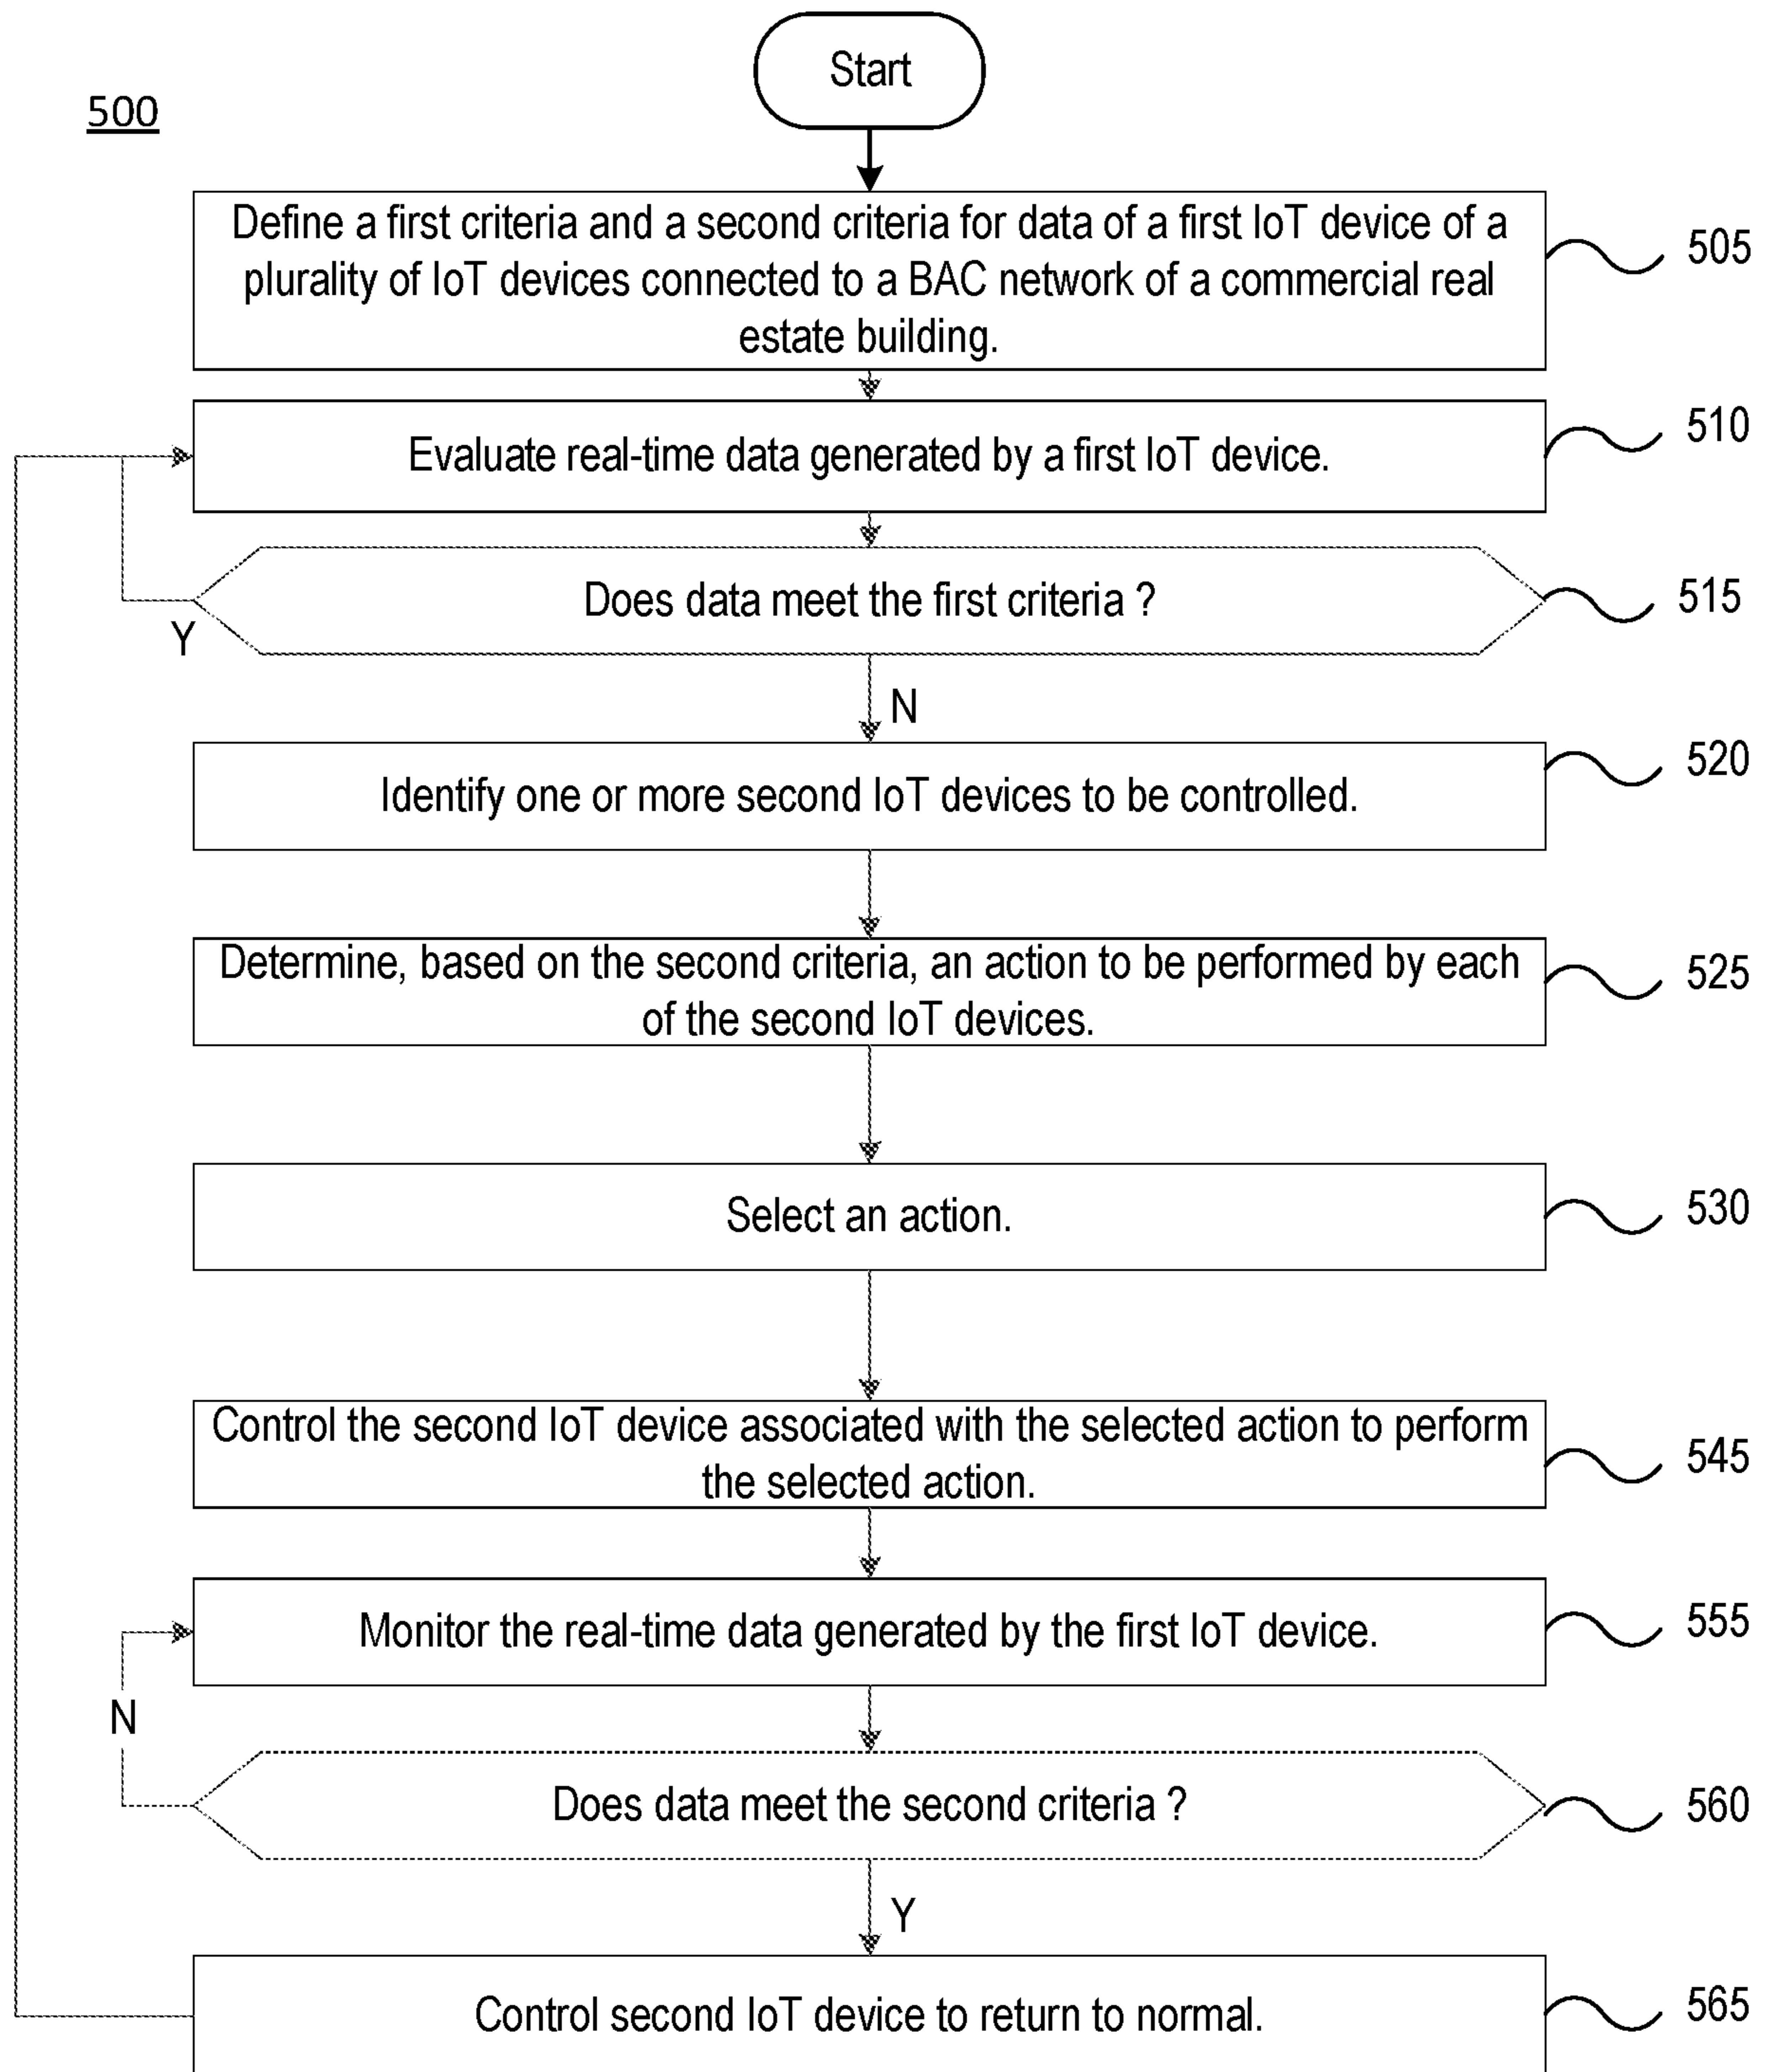 Start
500
Define a first criteria and a second criteria for data of a first IoT device of a
plurality of IoT devices connected to a BAC network of a commercial real
estate building.
505
Evaluate real-time data generated by a first IoT device.
510
Does data meet the first criteria ?
515
Y
N
Identify one or more second IoT devices to be controlled.
520
Determine, based on the second criteria, an action to be performed by each
of the second IoT devices.
525
Select an action.
530
Control the second IoT device associated with the selected action to perform
the selected action.
545
Monitor the real-time data generated by the first IoT device.
555
N
Does data meet the second criteria ?
560
Y
Control second IoT device to return to normal.
565